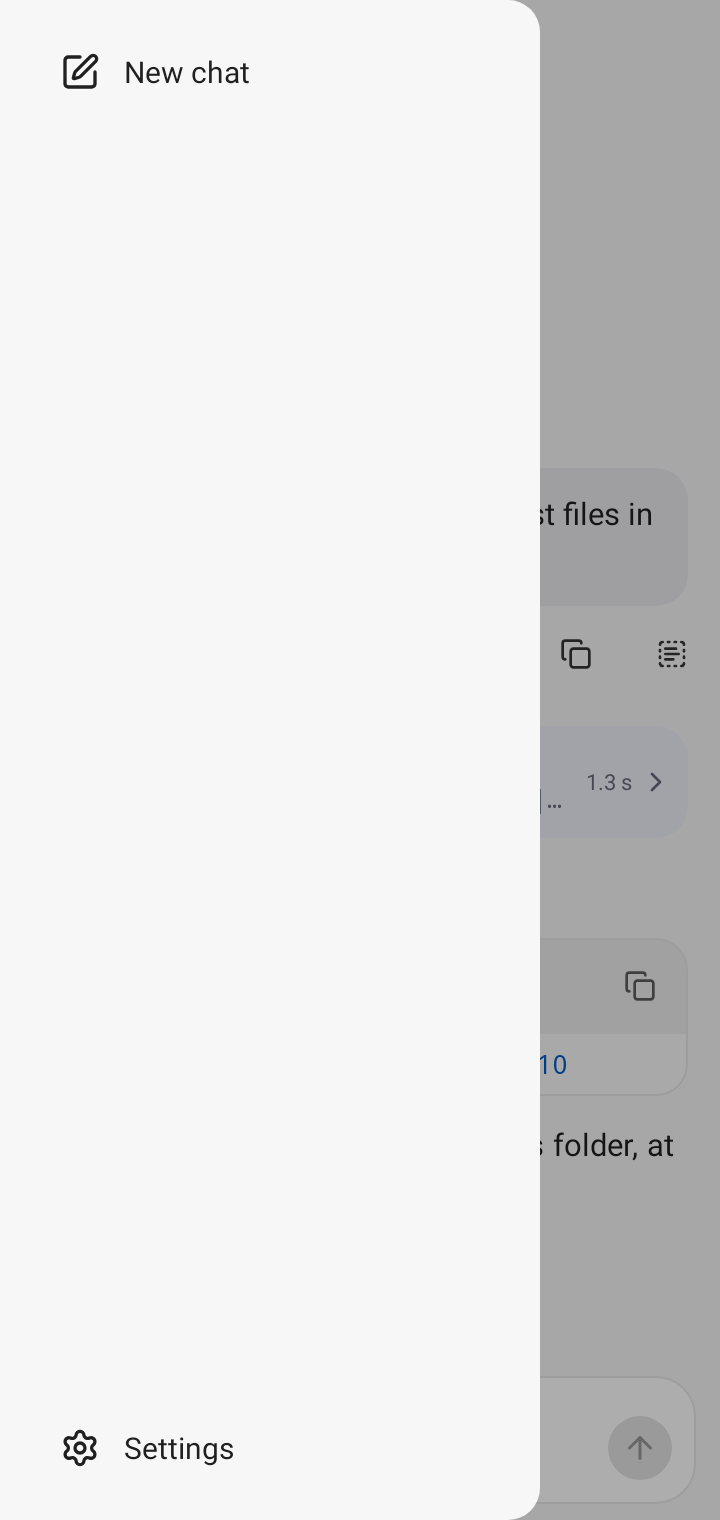 New chat
st files in
1.3 s
…
10
s folder, at
Settings